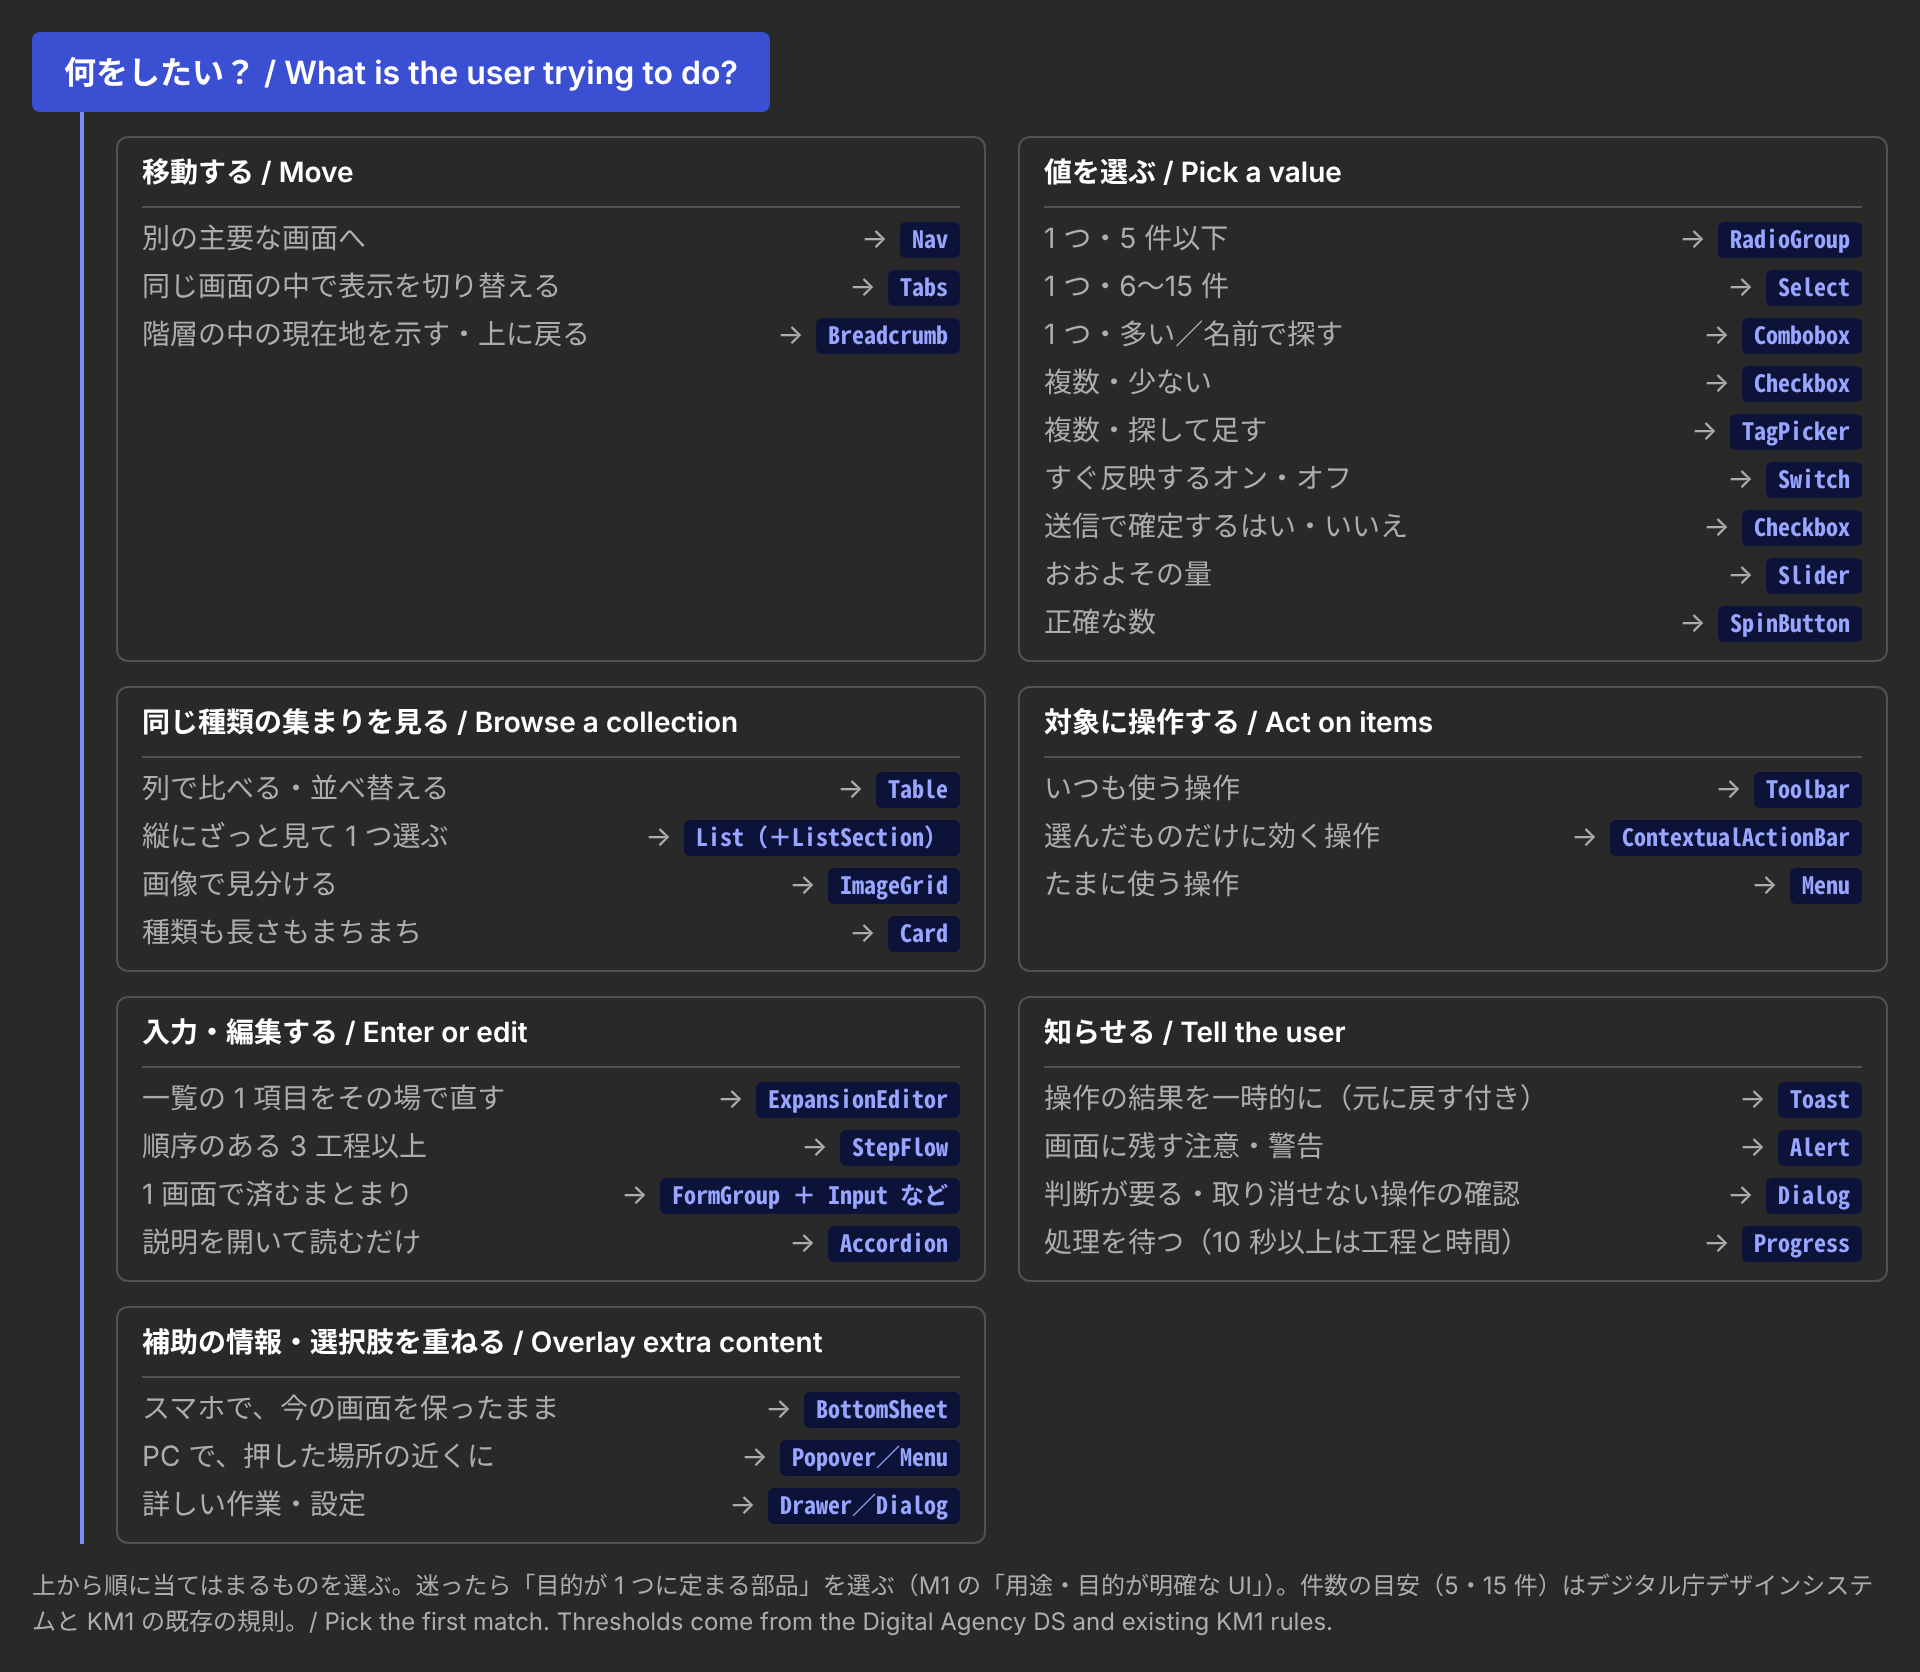 何をしたい？ / What is the user trying to do?
移動する / Move
別の主要な画面へ → Nav
同じ画面の中で表示を切り替える → Tabs
階層の中の現在地を示す・上に戻る → Breadcrumb
値を選ぶ / Pick a value
1 つ・5 件以下 → RadioGroup
1 つ・6〜15 件 → Select
1 つ・多い／名前で探す → Combobox
複数・少ない → Checkbox
複数・探して足す → TagPicker
すぐ反映するオン・オフ → Switch
送信で確定するはい・いいえ → Checkbox
おおよその量 → Slider
正確な数 → SpinButton
同じ種類の集まりを見る / Browse a collection
列で比べる・並べ替える → Table
縦にざっと見て 1 つ選ぶ → List（＋ListSection）
画像で見分ける → ImageGrid
種類も長さもまちまち → Card
対象に操作する / Act on items
いつも使う操作 → Toolbar
選んだものだけに効く操作 → ContextualActionBar
たまに使う操作 → Menu
入力・編集する / Enter or edit
一覧の 1 項目をその場で直す → ExpansionEditor
順序のある 3 工程以上 → StepFlow
1 画面で済むまとまり → FormGroup ＋ Input など
説明を開いて読むだけ → Accordion
知らせる / Tell the user
操作の結果を一時的に（元に戻す付き） → Toast
画面に残す注意・警告 → Alert
判断が要る・取り消せない操作の確認 → Dialog
処理を待つ（10 秒以上は工程と時間） → Progress
補助の情報・選択肢を重ねる / Overlay extra content
スマホで、今の画面を保ったまま → BottomSheet
PC で、押した場所の近くに → Popover／Menu
詳しい作業・設定 → Drawer／Dialog
上から順に当てはまるものを選ぶ。迷ったら「目的が 1 つに定まる部品」を選ぶ（M1 の「用途・目的が明確な UI」）。件数の目安（5・15 件）はデジタル庁デザインシステ
ムと KM1 の既存の規則。/ Pick the first match. Thresholds come from the Digital Agency DS and existing KM1 rules.